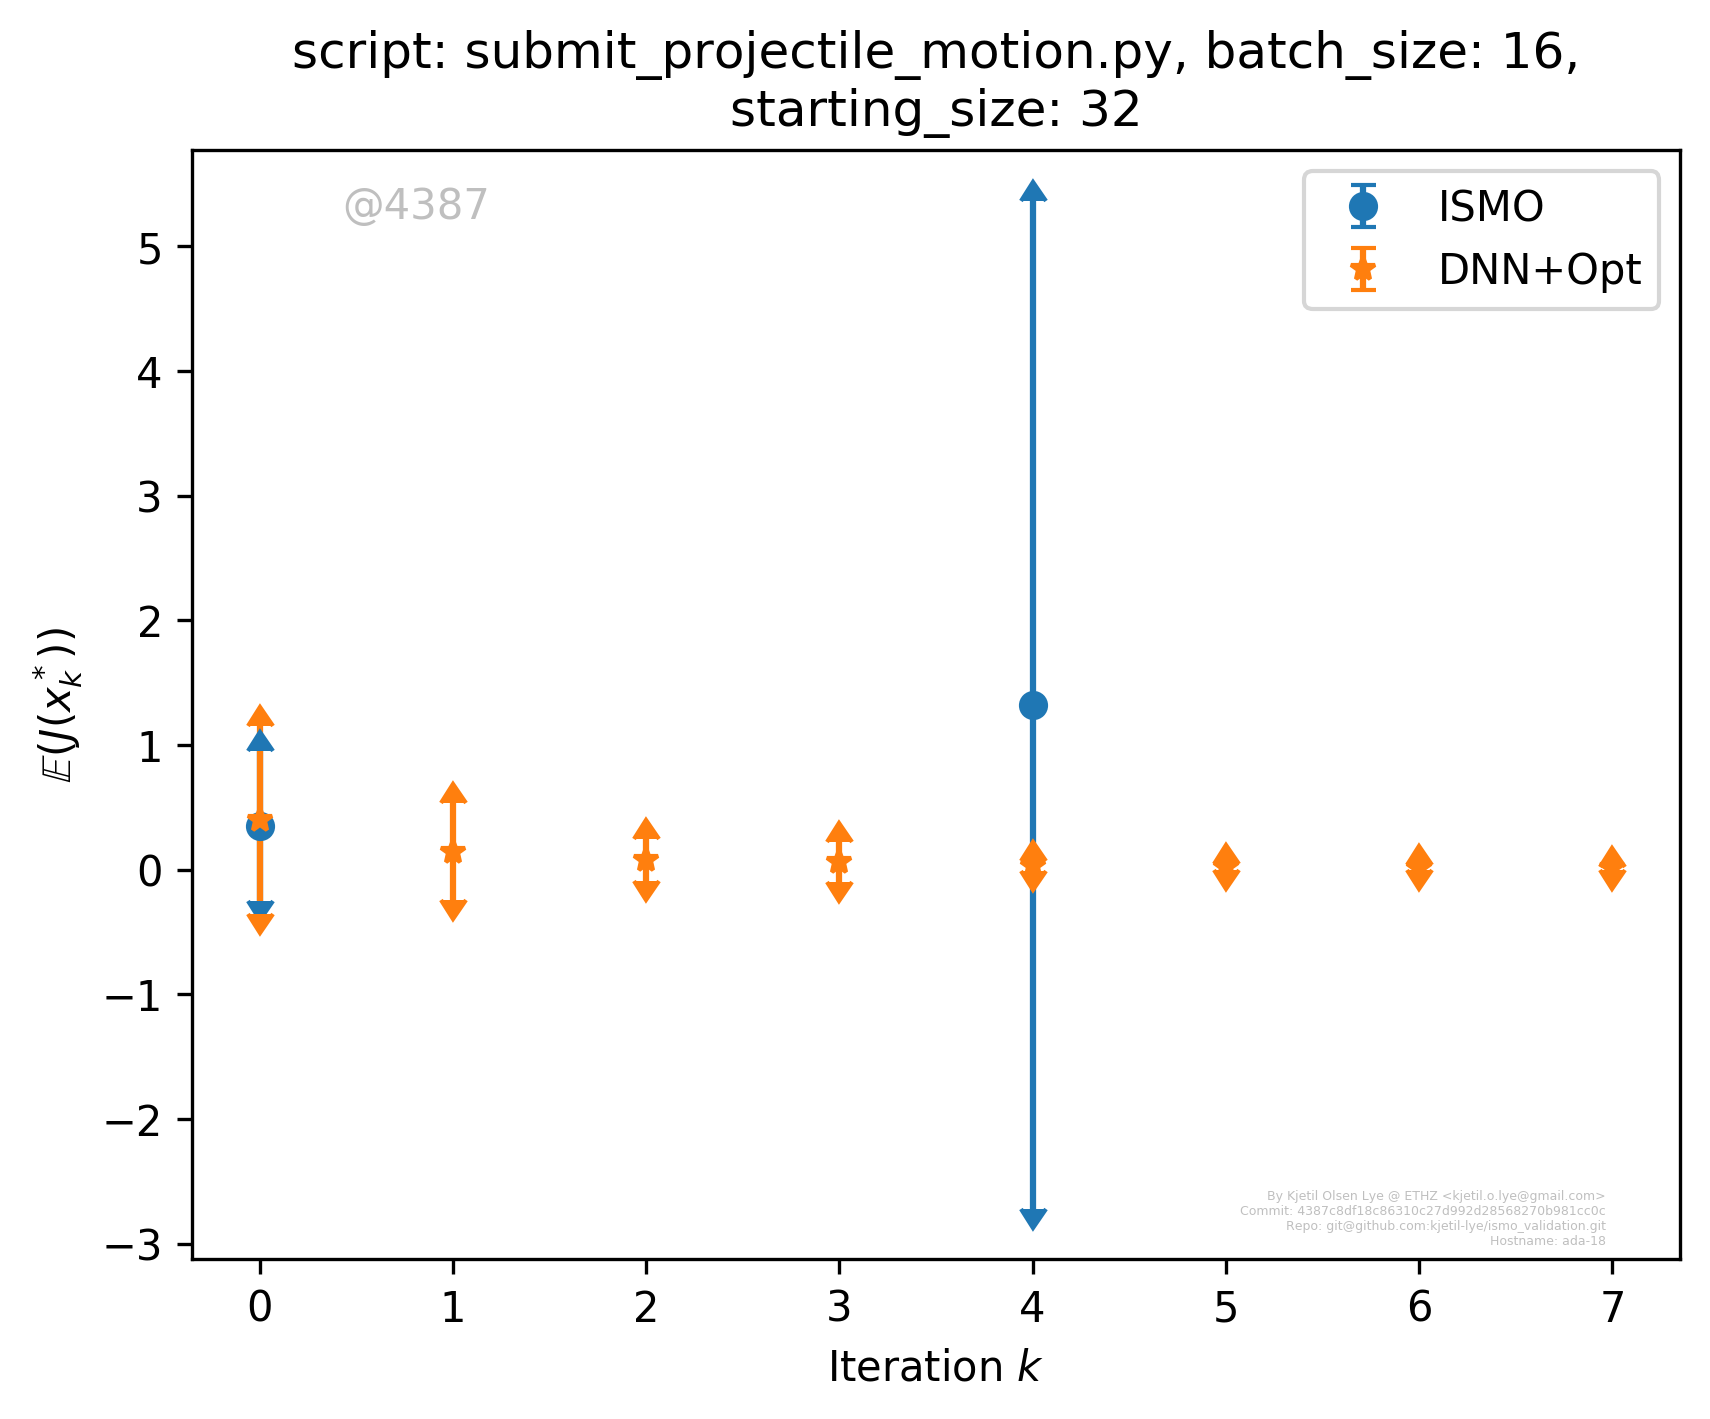 script: submit_projectile_motion.py, batch_size: 16,
starting_size: 32
@4387
ISMO
DNN+Opt
5
4
3
2
1
0
−1
−2
−3
𝔼(J(x*k))
By Kjetil Olsen Lye @ ETHZ <kjetil.o.lye@gmail.com>
Commit: 4387c8df18c86310c27d992d28568270b981cc0c
Repo: git@github.com:kjetil-lye/ismo_validation.git
Hostname: ada-18
0 1 2 3 4 5 6 7
Iteration k